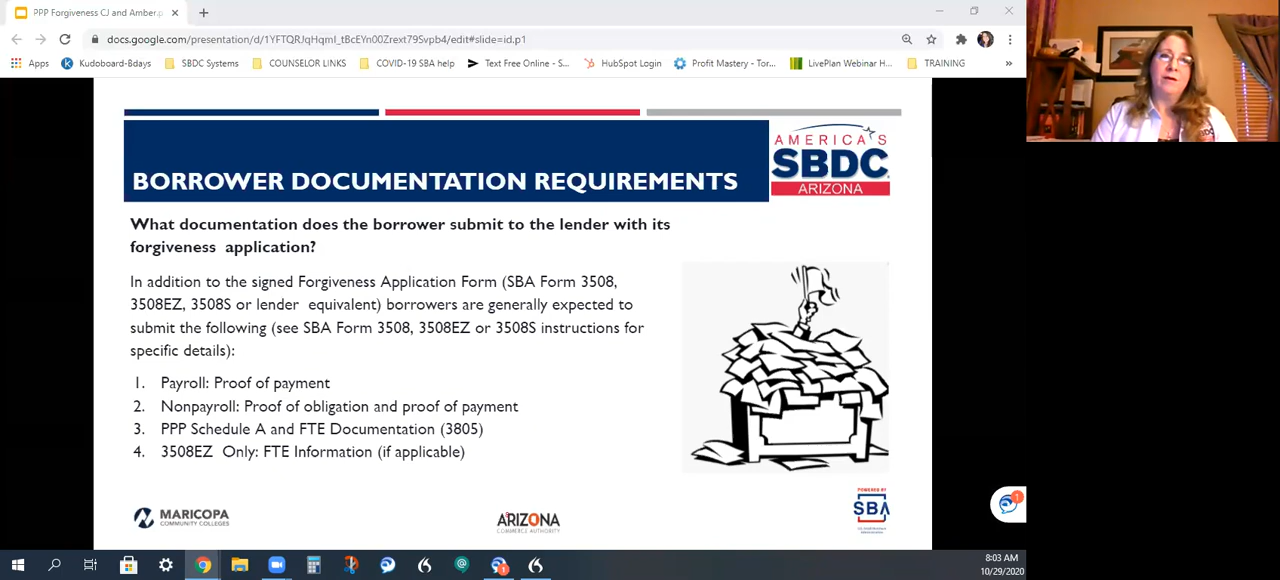 PPP Forgiveness CJ and Amber.p
docs.google.com/presentation/d/1YFTQRJqHqmI_tBcEYn00Zrext79Svpb4/edit#slide=id.p1
Apps Kudoboard-8days SBDC Systems COUNSELOR LINKS COVID-19 SBA help Text Free Online - S... HubSpot Login Profit Mastery - Tor... LivePlan Webinar H... TRAINING »
AMERICA'S
SBDC
ARIZONA
BORROWER DOCUMENTATION REQUIREMENTS
What documentation does the borrower submit to the lender with its
forgiveness application?
In addition to the signed Forgiveness Application Form (SBA Form 3508,
3508EZ, 3508S or lender equivalent) borrowers are generally expected to
submit the following (see SBA Form 3508, 3508EZ or 3508S instructions for
specific details):
1. Payroll: Proof of payment
2. Nonpayroll: Proof of obligation and proof of payment
3. PPP Schedule A and FTE Documentation (3805)
4. 3508EZ Only: FTE Information (if applicable)
MARICOPA
COMMUNITY COLLEGES
ARIZONA
COMMERCE AUTHORITY
POWERED BY
SBA
1
8:03 AM
10/29/2020